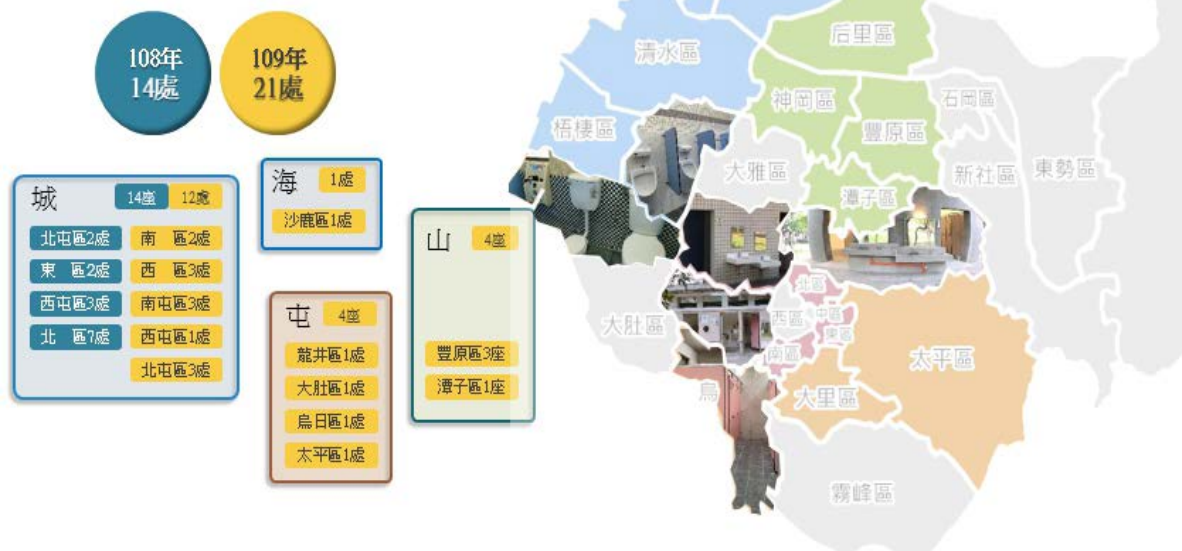 108年
14處
109年
21處
城 14座 12處
北屯區2處 南 區2處
東 區2處 西 區3處
西屯區3處 南屯區3處
北 區7處 西屯區1處
北屯區3處
海 1處
沙鹿區1處
屯 4座
龍井區1處
大肚區1處
烏日區1處
太平區1處
山 4座
豐原區3座
潭子區1座
后里區
清水區
神岡區
石岡區
梧棲區
豐原區
大雅區
新社區
東勢區
潭子區
北區
西區
中區
東區
大肚區
南區
太平區
烏
大里區
霧峰區